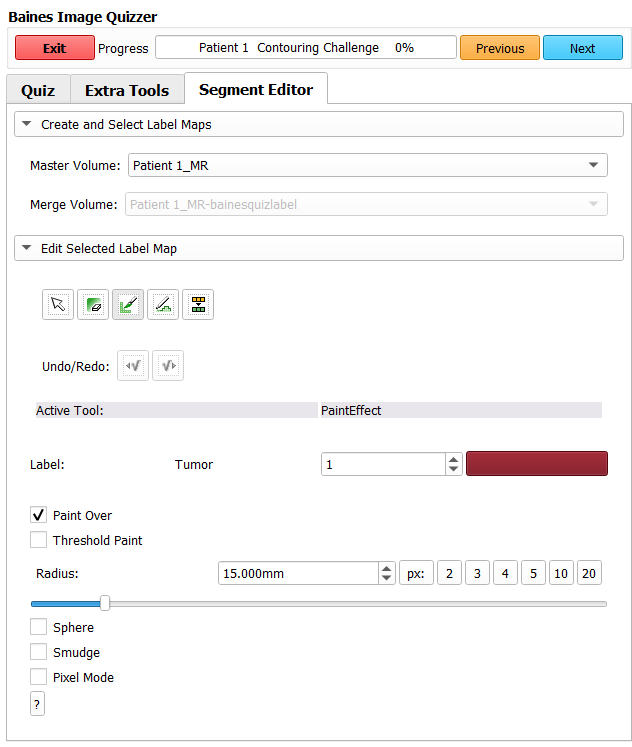 Baines Image Quizzer
Exit Progress Patient 1 Contouring Challenge 0% Previous Next
Quiz Extra Tools Segment Editor
Create and Select Label Maps
Master Volume: Patient 1_MR
Merge Volume: Patient 1_MR-bainesquizlabel
Edit Selected Label Map
Undo/Redo:
Active Tool: PaintEffect
Label: Tumor 1
Paint Over
Threshold Paint
Radius: 15.000mm px: 2 3 4 5 10 20
Sphere
Smudge
Pixel Mode
?